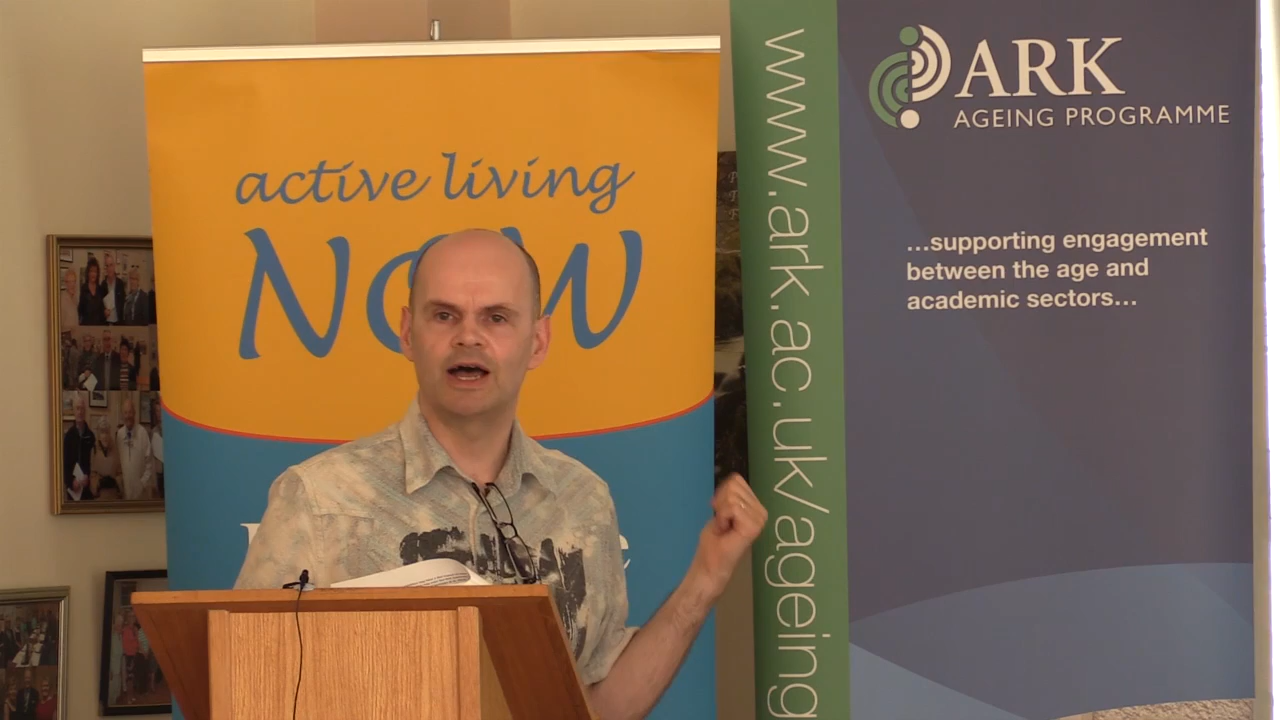 active living
NOW
www.ark.ac.uk/ageing
ARK
AGEING PROGRAMME
...supporting engagement
between the age and
academic sectors...